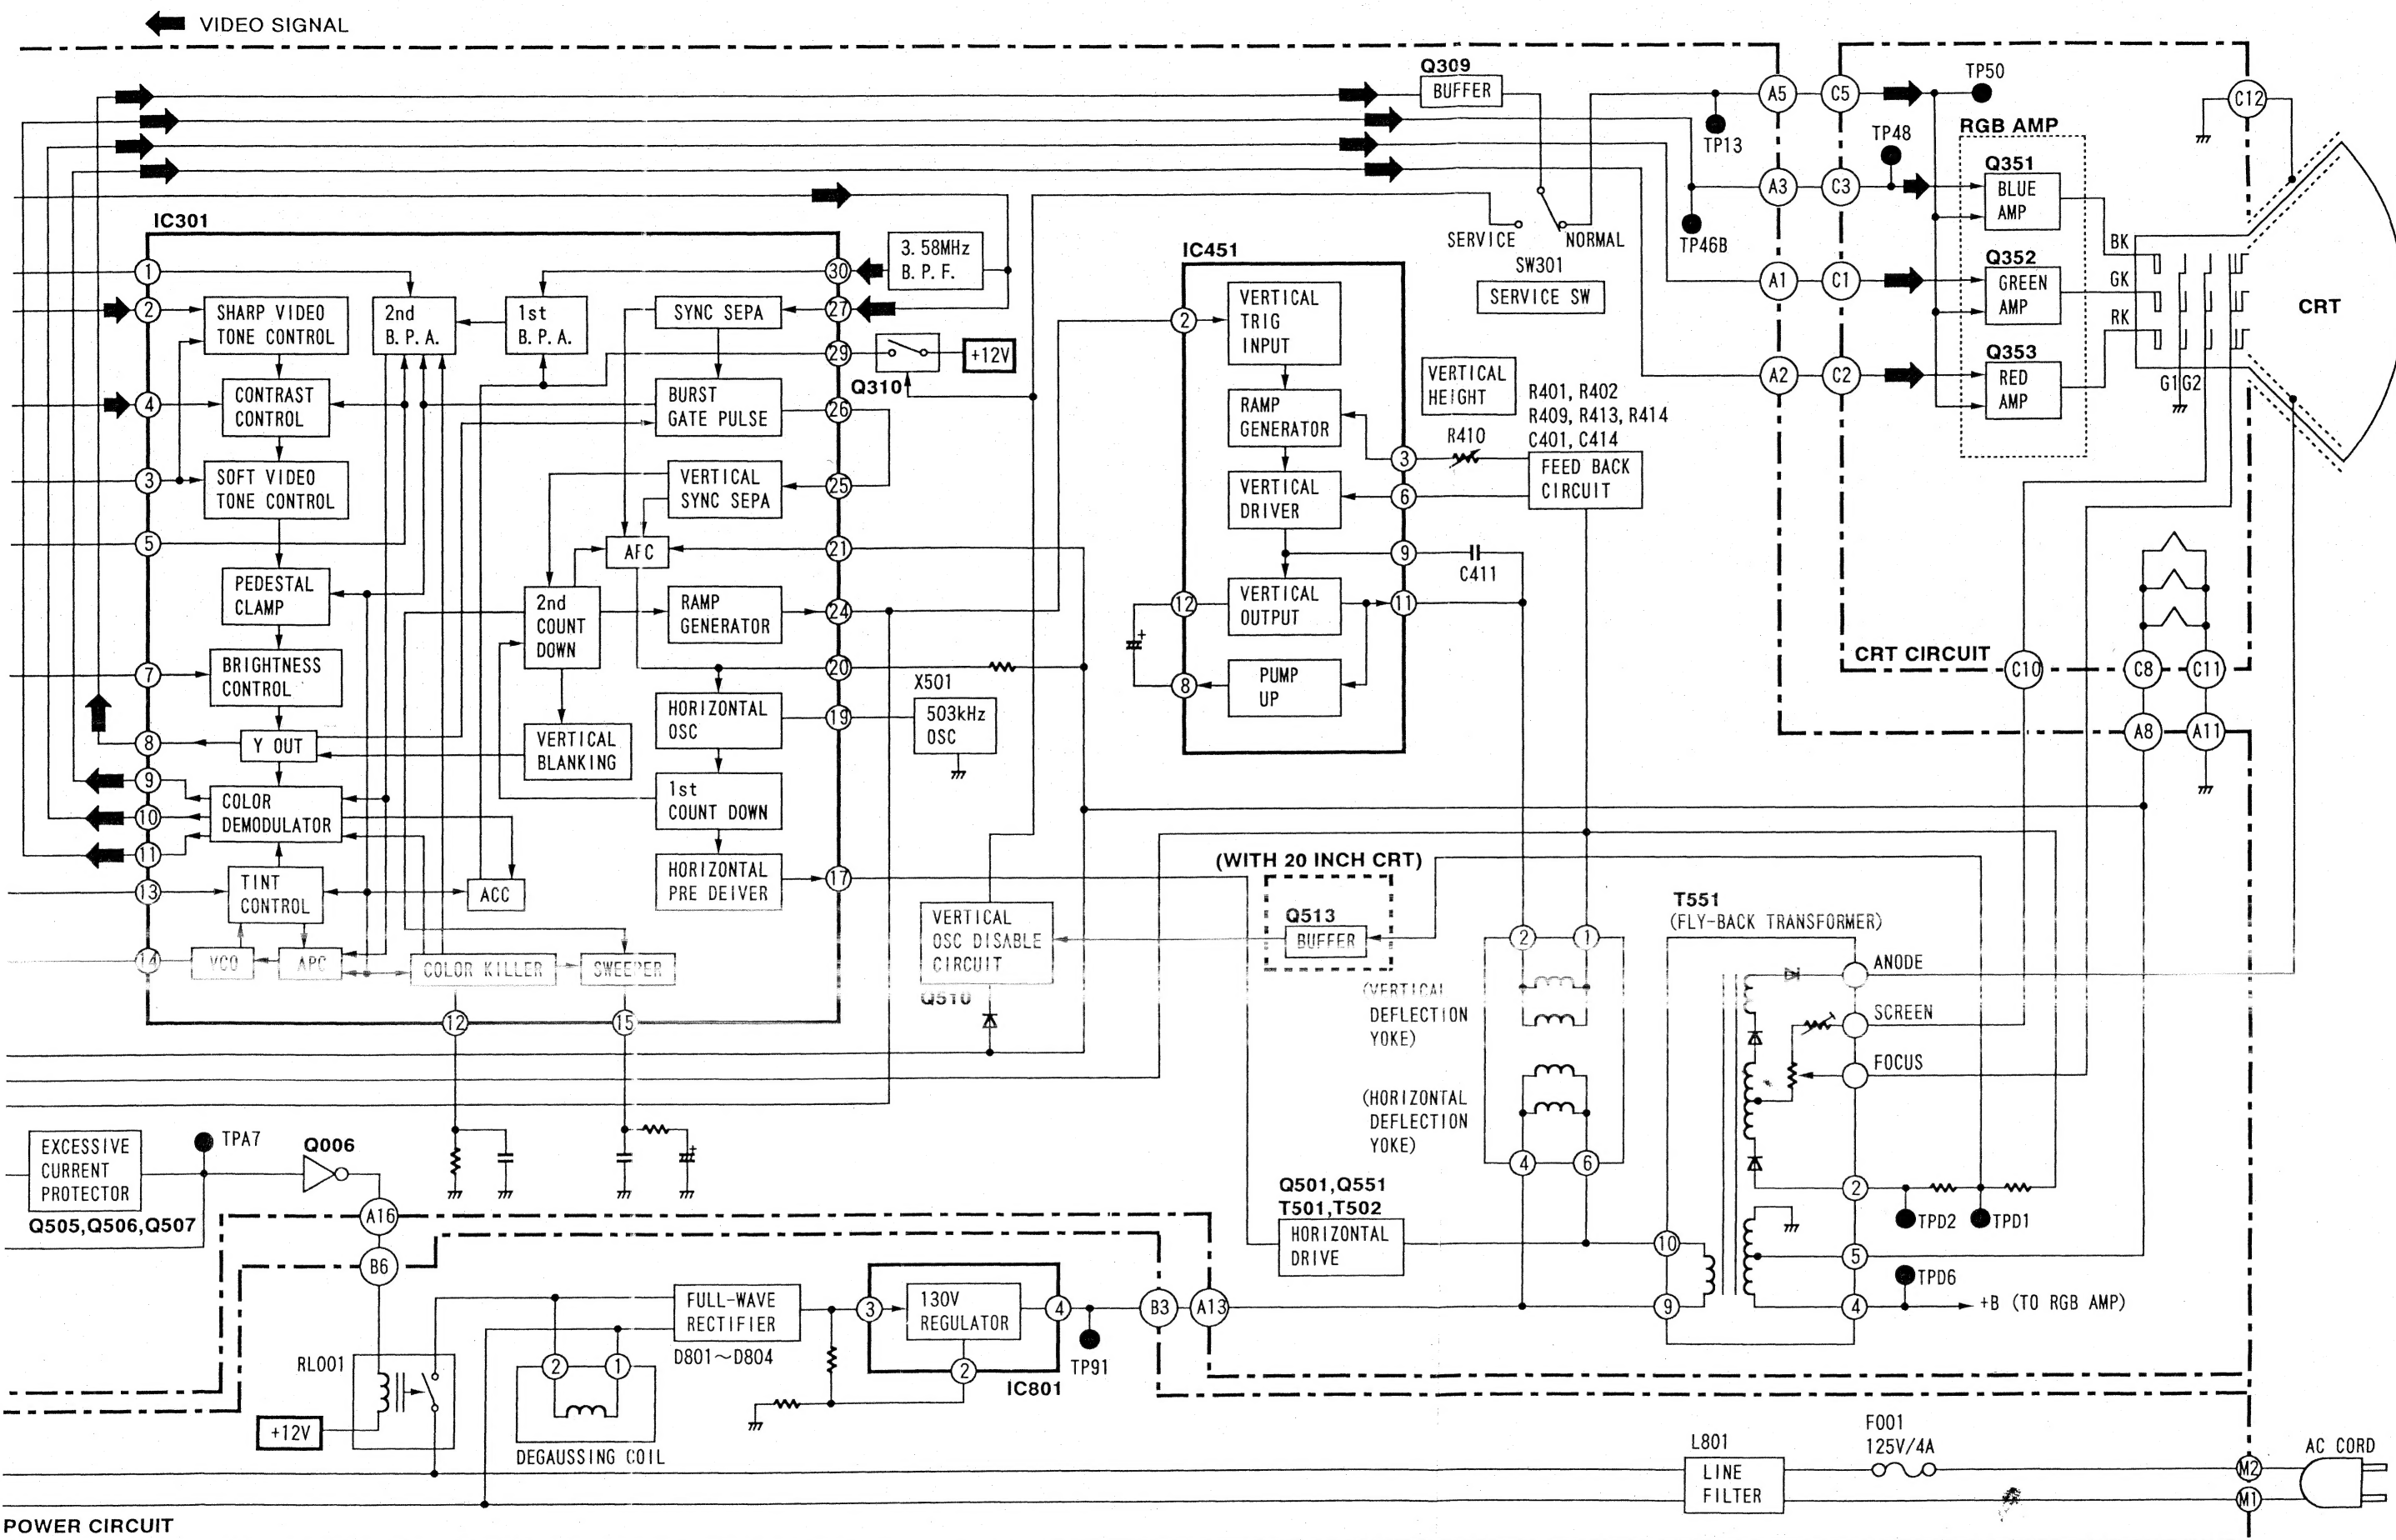 VIDEO SIGNAL
Q309
BUFFER
A5
C5
TP50
C12
TP13
TP48
RGB AMP
Q351
BLUE
AMP
A3
C3
TP46B
IC301
3.58MHz
B.P.F.
SERVICE
NORMAL
SW301
SERVICE SW
IC451
BK
GK
RK
A1
C1
Q352
GREEN
AMP
CRT
1
30
2
27
SHARP VIDEO
TONE CONTROL
2nd
B.P.A.
1st
B.P.A.
SYNC SEPA
29
Q310
+12V
2
VERTICAL
TRIG
INPUT
Q353
RED
AMP
A2
C2
G1
G2
4
CONTRAST
CONTROL
BURST
GATE PULSE
26
RAMP
GENERATOR
VERTICAL
HEIGHT
R401, R402
R409, R413, R414
C401, C414
R410
3
FEED BACK
CIRCUIT
3
SOFT VIDEO
TONE CONTROL
VERTICAL
SYNC SEPA
25
VERTICAL
DRIVER
6
5
AFC
21
9
C411
PEDESTAL
CLAMP
2nd
COUNT
DOWN
RAMP
GENERATOR
24
12
VERTICAL
OUTPUT
11
7
BRIGHTNESS
CONTROL
20
X501
8
PUMP
UP
CRT CIRCUIT
C10
C8
C11
HORIZONTAL
OSC
19
503kHz
OSC
8
Y OUT
VERTICAL
BLANKING
A8
A11
9
COLOR
DEMODULATOR
10
11
1st
COUNT DOWN
13
TINT
CONTROL
ACC
HORIZONTAL
PRE DEIVER
17
(WITH 20 INCH CRT)
Q513
BUFFER
VERTICAL
OSC DISABLE
CIRCUIT
Q510
T551
(FLY-BACK TRANSFORMER)
2
1
14
VCO
APC
COLOR KILLER
SWEEPER
ANODE
(VERTICAL
DEFLECTION
YOKE)
SCREEN
12
15
FOCUS
(HORIZONTAL
DEFLECTION
YOKE)
4
6
EXCESSIVE
CURRENT
PROTECTOR
Q505,Q506,Q507
TPA7
Q006
A16
B6
Q501,Q551
T501,T502
HORIZONTAL
DRIVE
2
TPD2
TPD1
10
5
TPD6
9
4
+B (TO RGB AMP)
FULL-WAVE
RECTIFIER
D801~D804
3
130V
REGULATOR
4
2
IC801
TP91
B3
A13
RL001
+12V
2
1
DEGAUSSING COIL
L801
LINE
FILTER
F001
125V/4A
M2
M1
AC CORD
POWER CIRCUIT